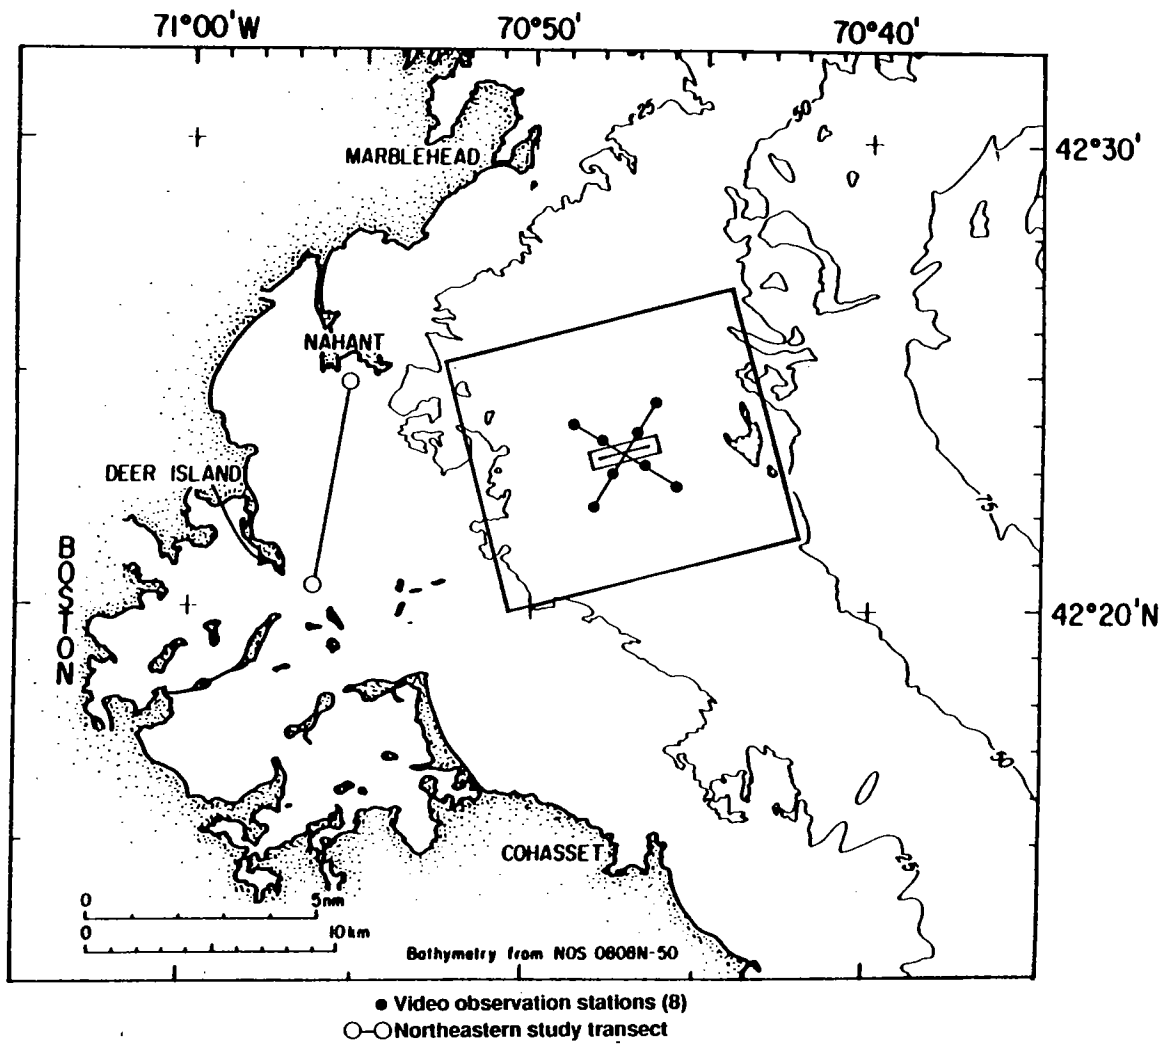 71°00'W 70°50' 70°40'
25
50
MARBLEHEAD
42°30'
NAHANT
DEER ISLAND
75
BOSTON
42°20'N
COHASSET
25
0 5nm
0 10km
Bathymetry from NOS 0808N-50
Video observation stations (8)
Northeastern study transect